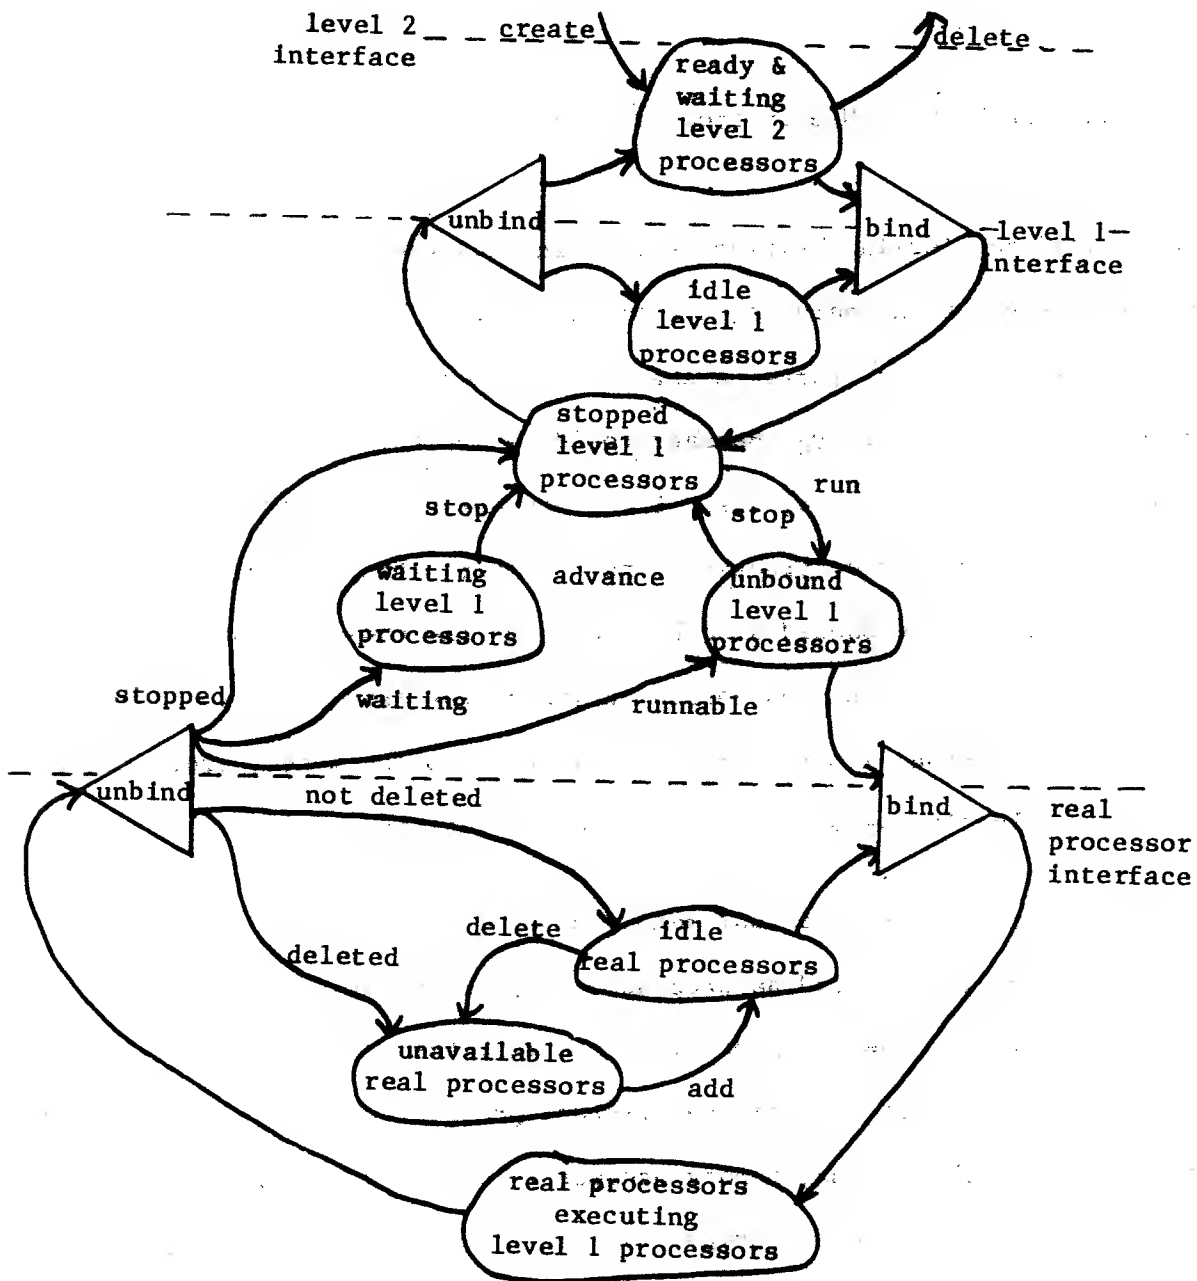 level 2
interface
create
delete
ready &
waiting
level 2
processors
unbind
bind
level 1
interface
idle
level 1
processors
stopped
level 1
processors
run
stop
stop
waiting
level 1
processors
advance
unbound
level 1
processors
stopped
waiting
runnable
unbind
not deleted
bind
real
processor
interface
delete
idle
real processors
deleted
unavailable
real processors
add
real processors
executing
level 1 processors